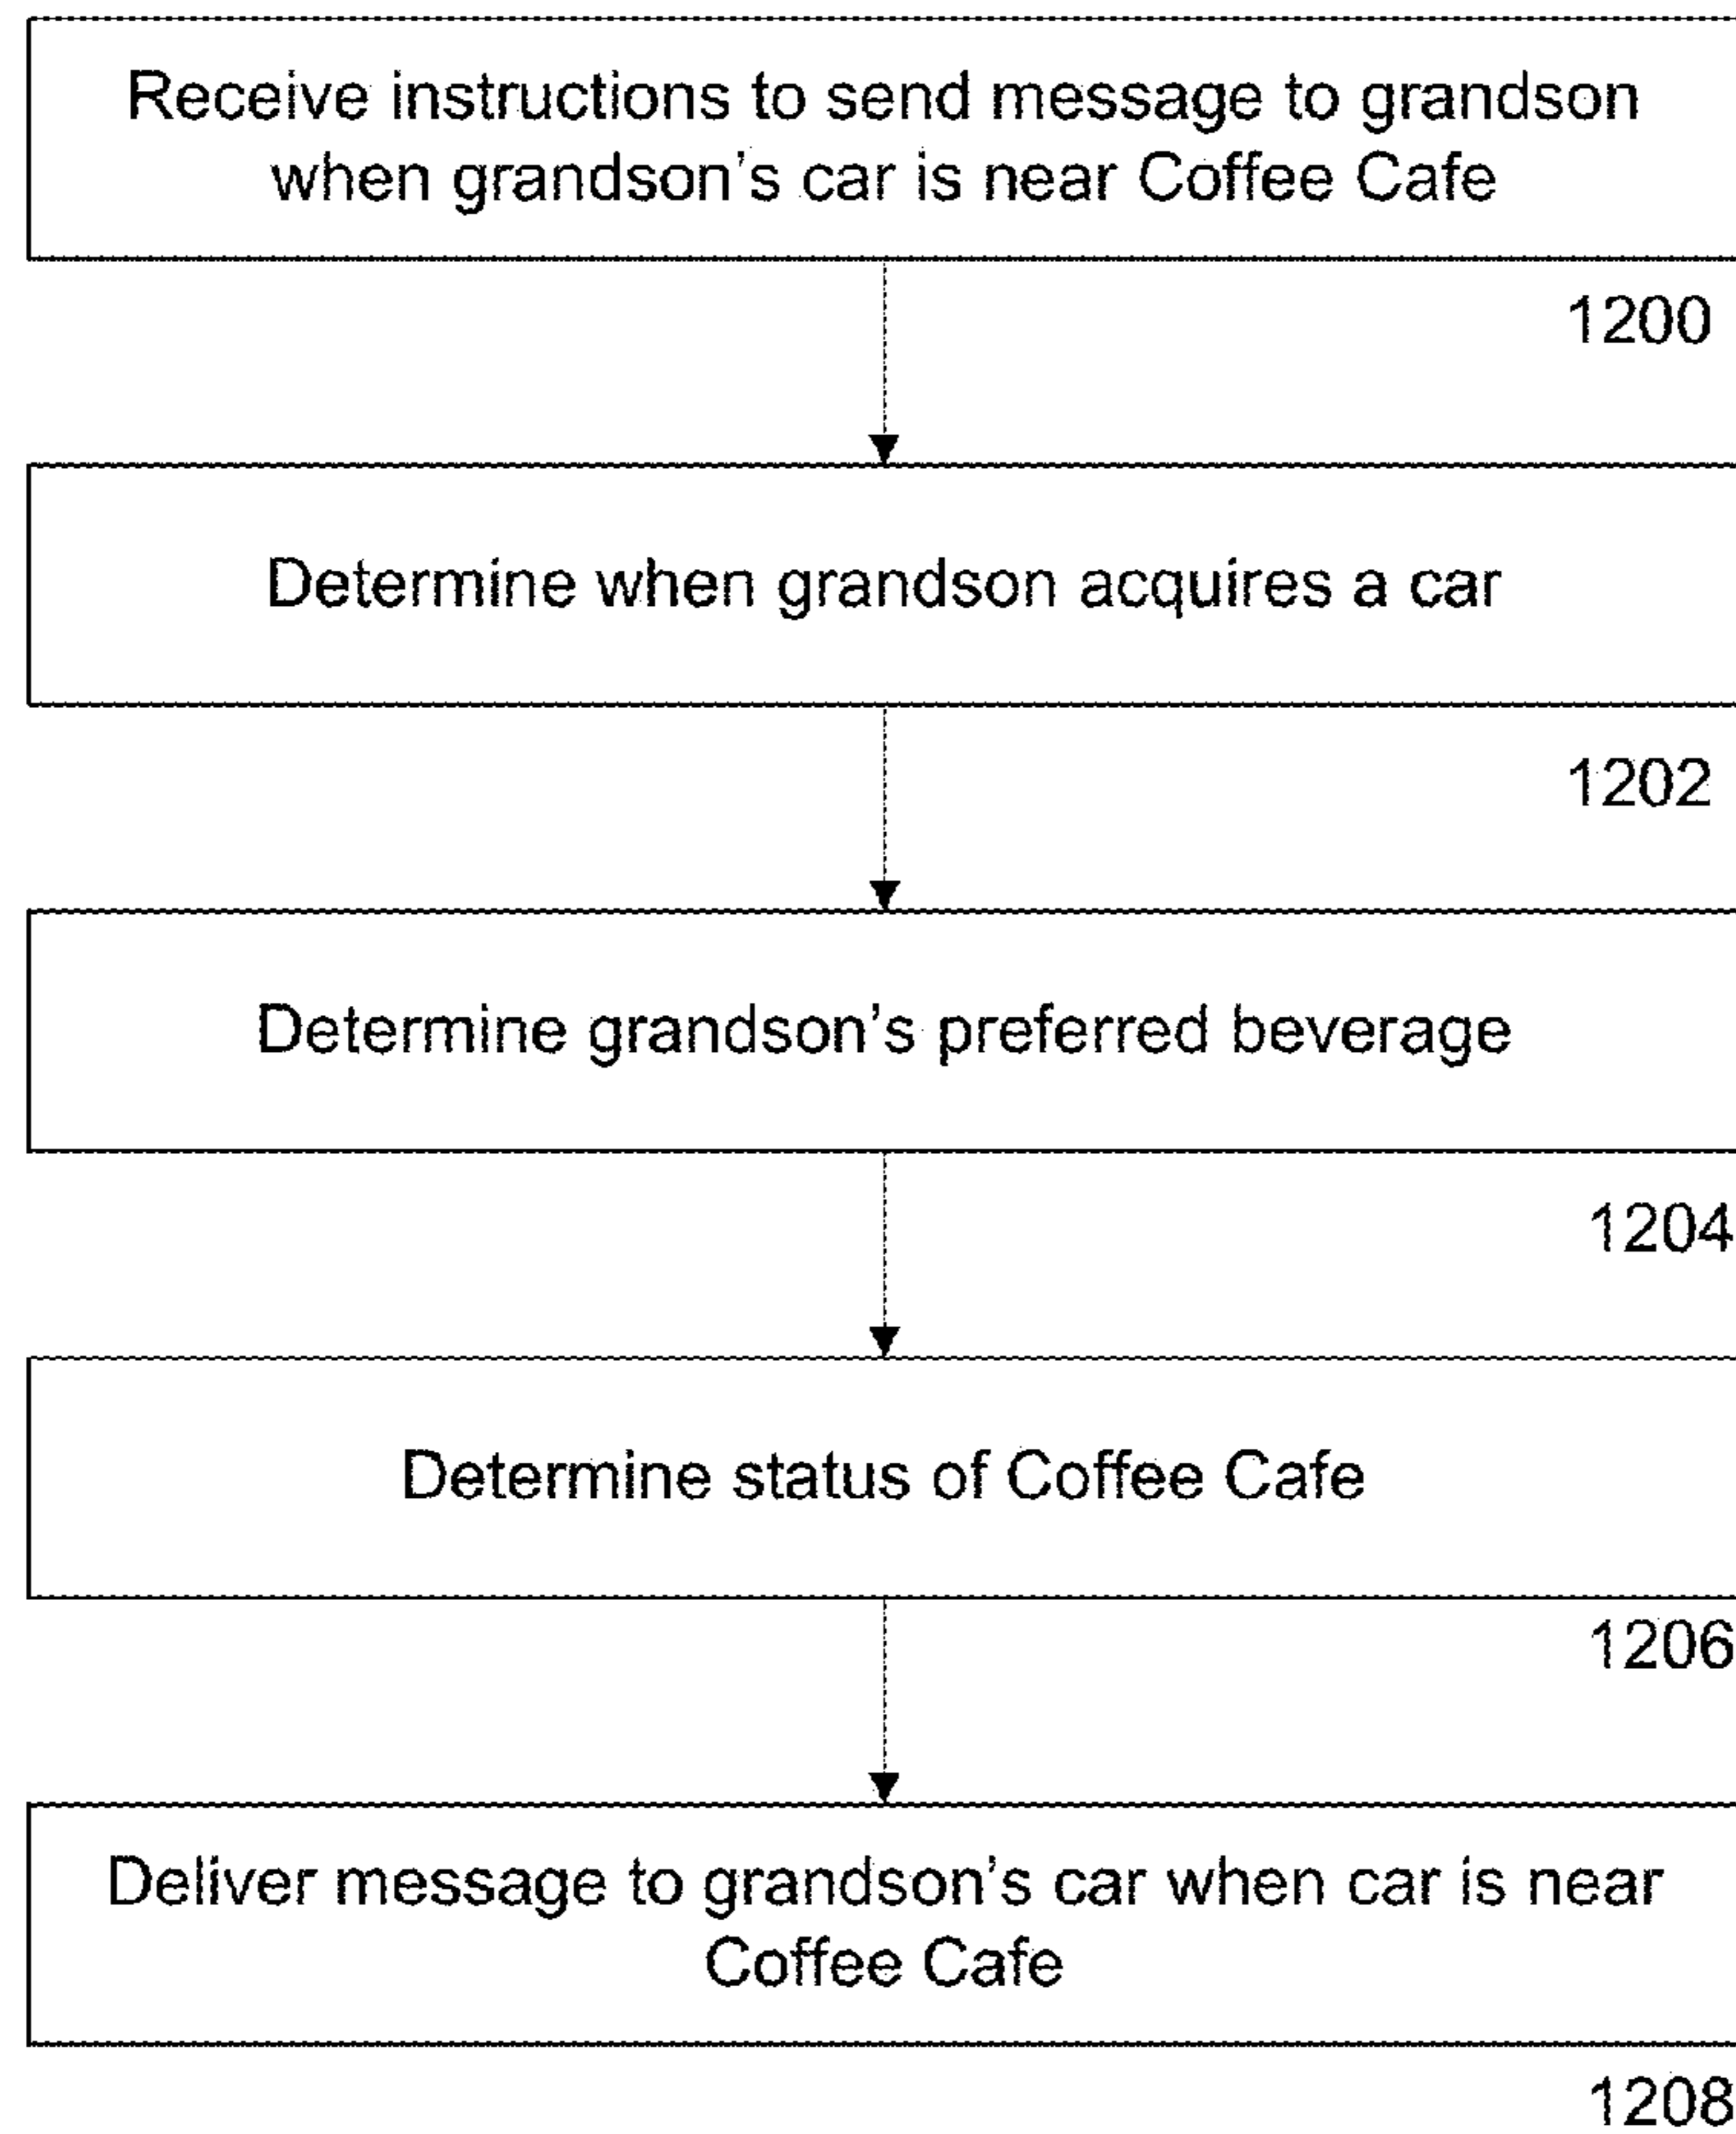 Receive instructions to send message to grandson
when grandson's car is near Coffee Cafe
1200
Determine when grandson acquires a car
1202
Determine grandson's preferred beverage
1204
Determine status of Coffee Cafe
1206
Deliver message to grandson's car when car is near
Coffee Cafe
1208